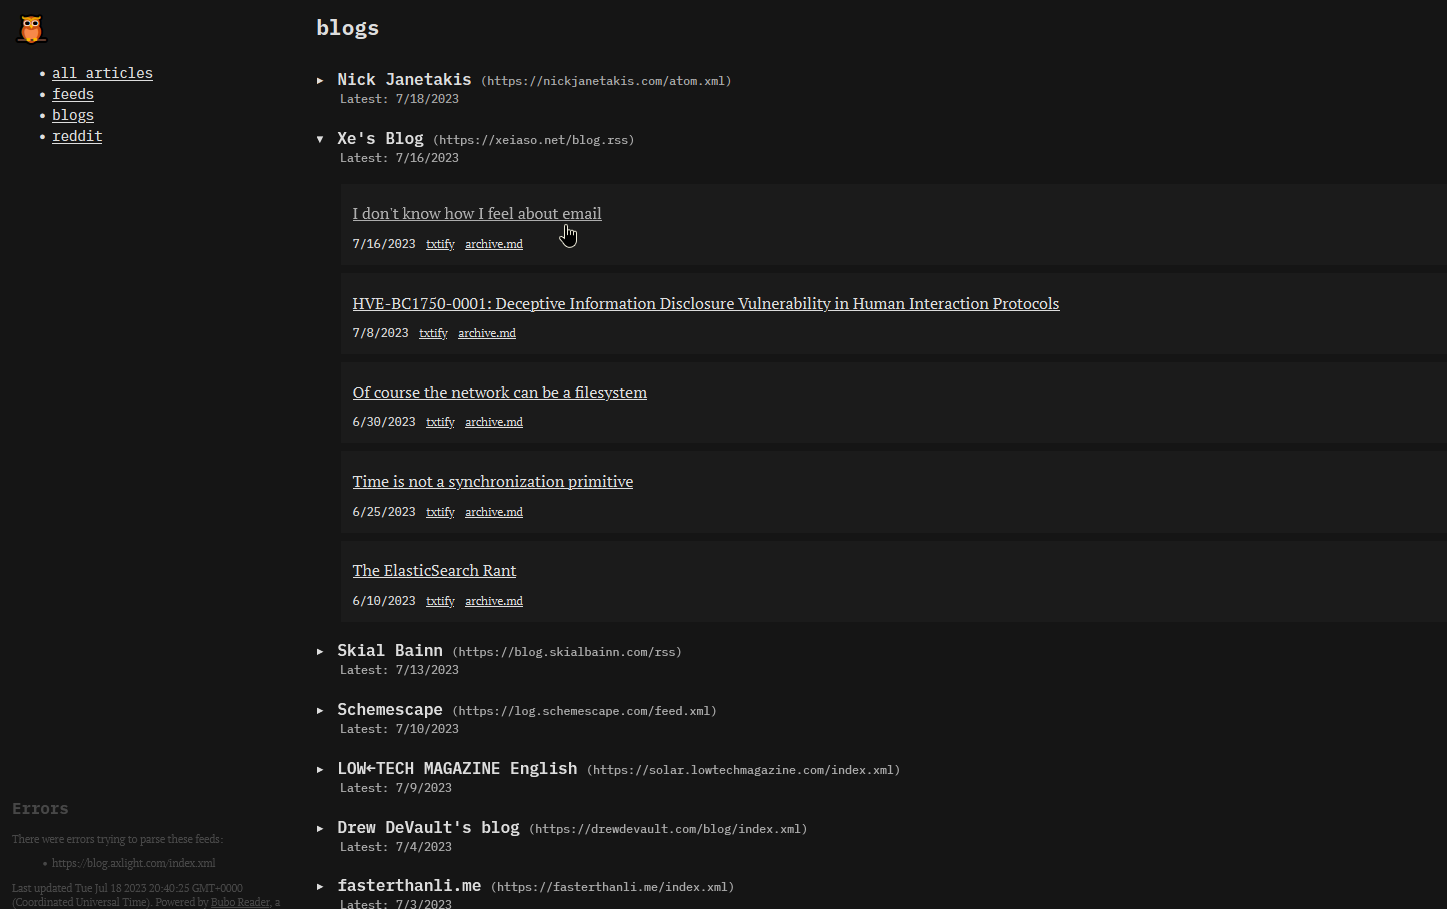 all articles
feeds
blogs
reddit
Errors
There were errors trying to parse these feeds:
https://blog.axlight.com/index.xml
Last updated Tue Jul 18 2023 20:40:25 GMT+0000
(Coordinated Universal Time). Powered by Bubo Reader, a
blogs
Nick Janetakis (https://nickjanetakis.com/atom.xml)
Latest: 7/18/2023
Xe's Blog (https://xeiaso.net/blog.rss)
Latest: 7/16/2023
I don't know how I feel about email
7/16/2023 txtify archive.md
HVE-BC1750-0001: Deceptive Information Disclosure Vulnerability in Human Interaction Protocols
7/8/2023 txtify archive.md
Of course the network can be a filesystem
6/30/2023 txtify archive.md
Time is not a synchronization primitive
6/25/2023 txtify archive.md
The ElasticSearch Rant
6/10/2023 txtify archive.md
Skial Bainn (https://blog.skialbainn.com/rss)
Latest: 7/13/2023
Schemescape (https://log.schemescape.com/feed.xml)
Latest: 7/10/2023
LOW←TECH MAGAZINE English (https://solar.lowtechmagazine.com/index.xml)
Latest: 7/9/2023
Drew DeVault's blog (https://drewdevault.com/blog/index.xml)
Latest: 7/4/2023
fasterthanli.me (https://fasterthanli.me/index.xml)
Latest: 7/3/2023